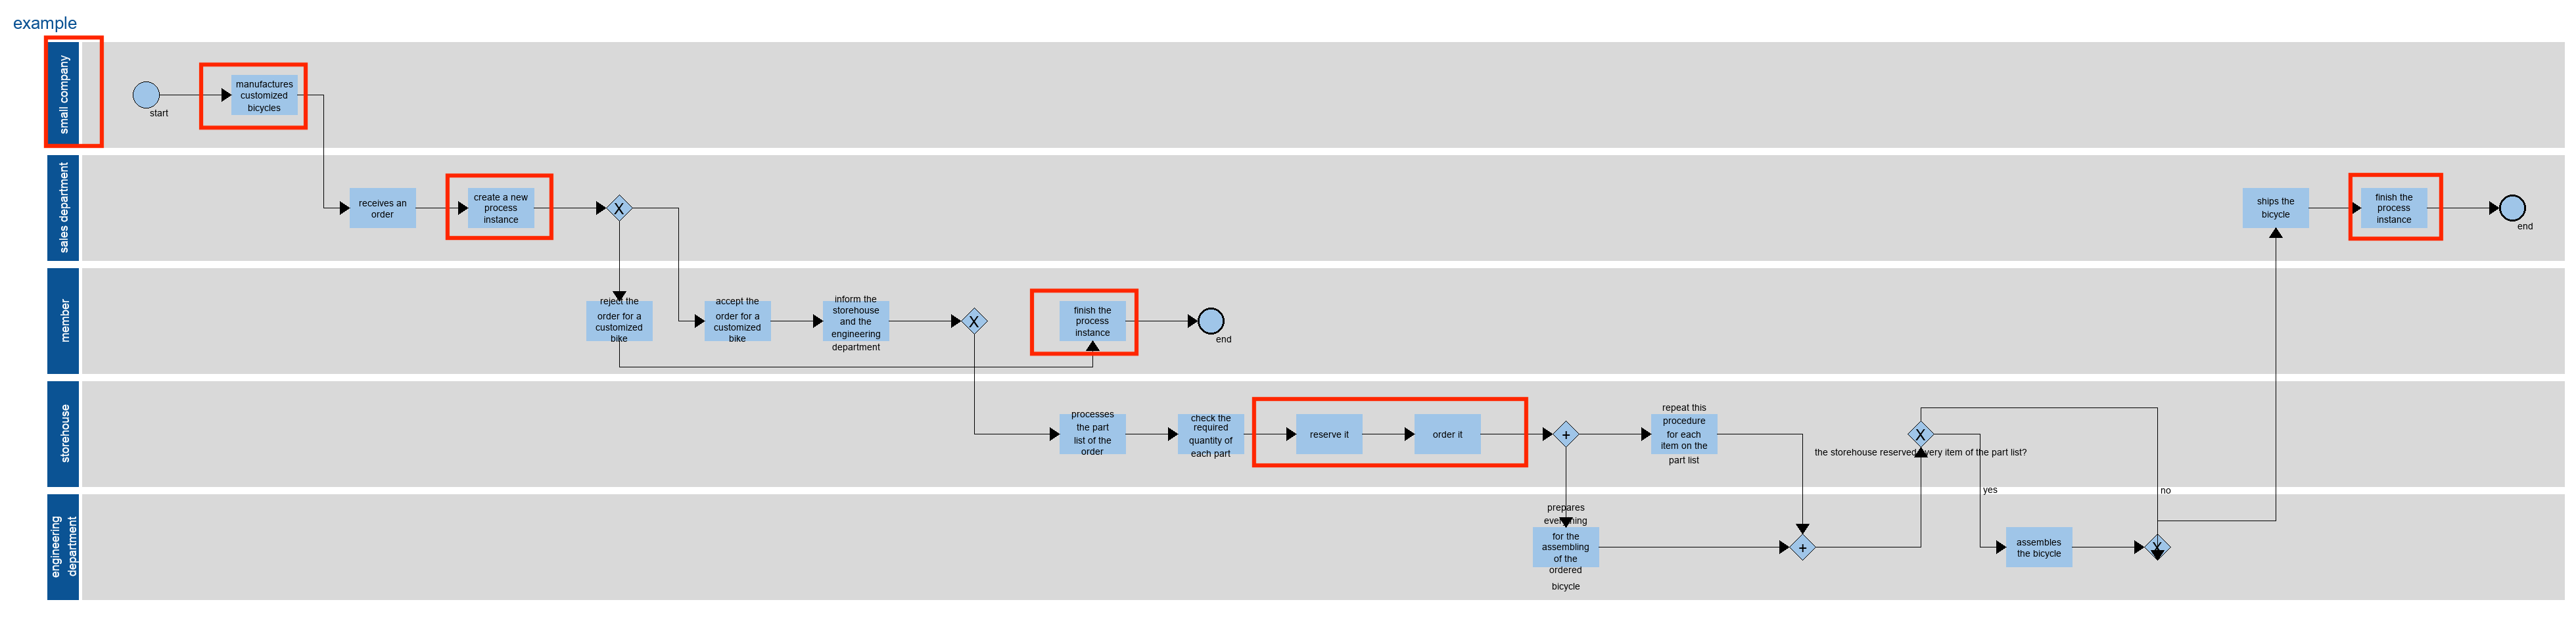 example
small company
start
manufactures
customized
bicycles
sales department
receives an
order
create a new
process
instance
X
ships the
bicycle
finish the
process
instance
end
member
reject the
order for a
customized
bike
accept the
order for a
customized
bike
inform the
storehouse
and the
engineering
department
X
finish the
process
instance
end
storehouse
processes
the part
list of the
order
check the
required
quantity of
each part
reserve it
order it
+
repeat this
procedure
for each
item on the
part list
X
the storehouse reserved every item of the part list?
yes
no
engineering
department
prepares
everything
for the
assembling
of the
ordered
bicycle
+
assembles
the bicycle
X